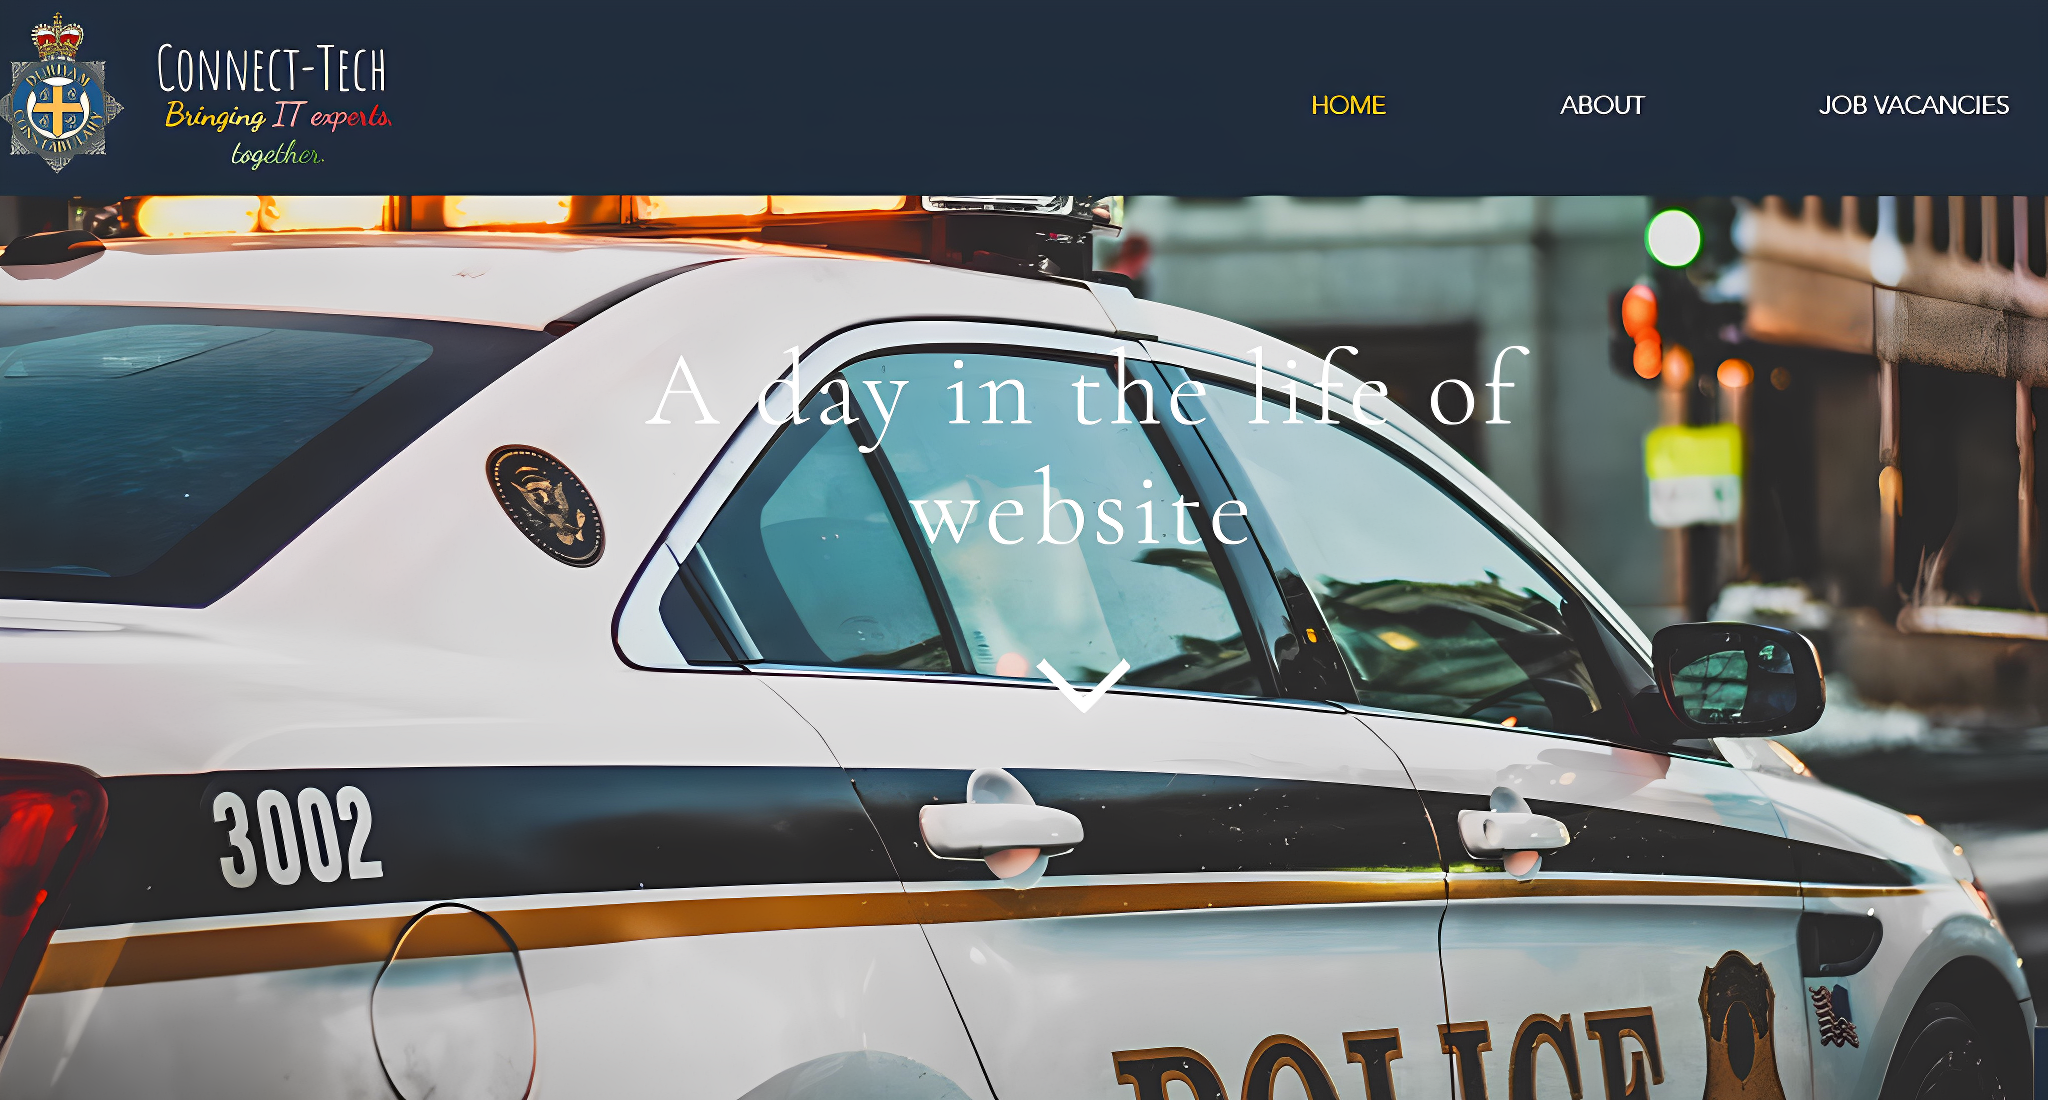 DURHAM
CONSTABULARY
CONNECT-TECH
Bringing IT experts.
together.
HOME
ABOUT
JOB VACANCIES
A day in the life of
website
3002
POLICE